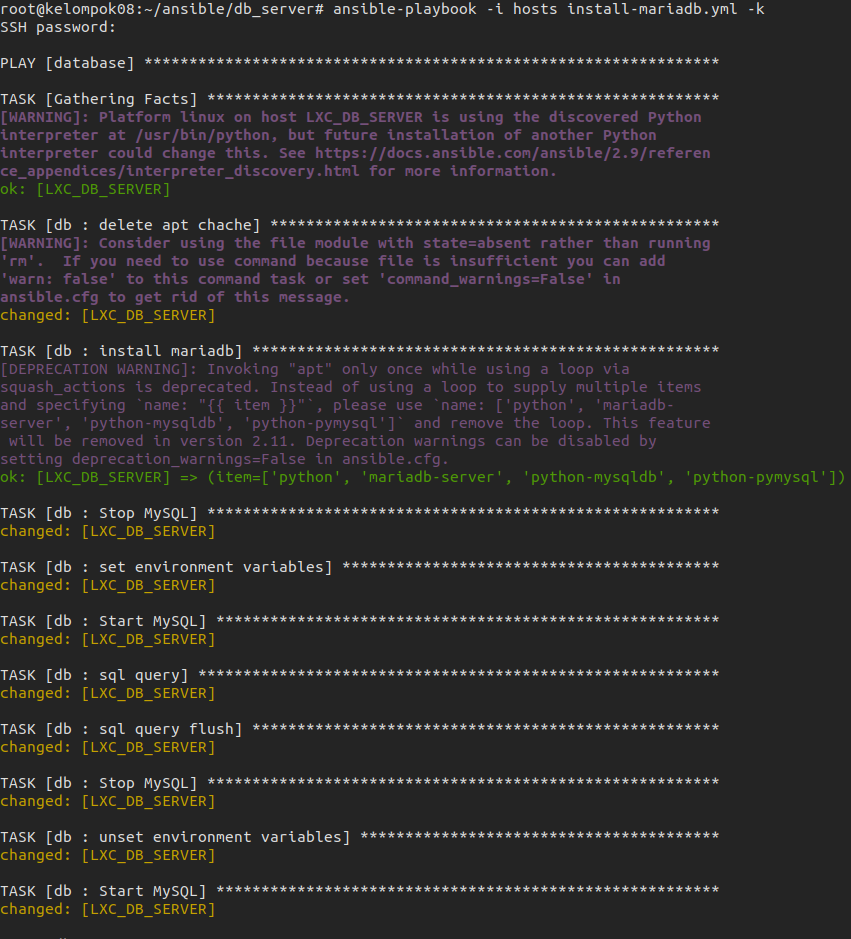 root@kelompok08:~/ansible/db_server# ansible-playbook -i hosts install-mariadb.yml -k
SSH password:
PLAY [database] ****************************************************************
TASK [Gathering Facts] *********************************************************
[WARNING]: Platform linux on host LXC_DB_SERVER is using the discovered Python
interpreter at /usr/bin/python, but future installation of another Python
interpreter could change this. See https://docs.ansible.com/ansible/2.9/referen
ce_appendices/interpreter_discovery.html for more information.
ok: [LXC_DB_SERVER]
TASK [db : delete apt chache] **************************************************
[WARNING]: Consider using the file module with state=absent rather than running
'rm'.  If you need to use command because file is insufficient you can add
'warn: false' to this command task or set 'command_warnings=False' in
ansible.cfg to get rid of this message.
changed: [LXC_DB_SERVER]
TASK [db : install mariadb] ****************************************************
[DEPRECATION WARNING]: Invoking "apt" only once while using a loop via
squash_actions is deprecated. Instead of using a loop to supply multiple items
and specifying `name: "{{ item }}"`, please use `name: ['python', 'mariadb-
server', 'python-mysqldb', 'python-pymysql']` and remove the loop. This feature
 will be removed in version 2.11. Deprecation warnings can be disabled by
setting deprecation_warnings=False in ansible.cfg.
ok: [LXC_DB_SERVER] => (item=['python', 'mariadb-server', 'python-mysqldb', 'python-pymysql'])
TASK [db : Stop MySQL] *********************************************************
changed: [LXC_DB_SERVER]
TASK [db : set environment variables] ******************************************
changed: [LXC_DB_SERVER]
TASK [db : Start MySQL] ********************************************************
changed: [LXC_DB_SERVER]
TASK [db : sql query] **********************************************************
changed: [LXC_DB_SERVER]
TASK [db : sql query flush] ****************************************************
changed: [LXC_DB_SERVER]
TASK [db : Stop MySQL] *********************************************************
changed: [LXC_DB_SERVER]
TASK [db : unset environment variables] ****************************************
changed: [LXC_DB_SERVER]
TASK [db : Start MySQL] ********************************************************
changed: [LXC_DB_SERVER]